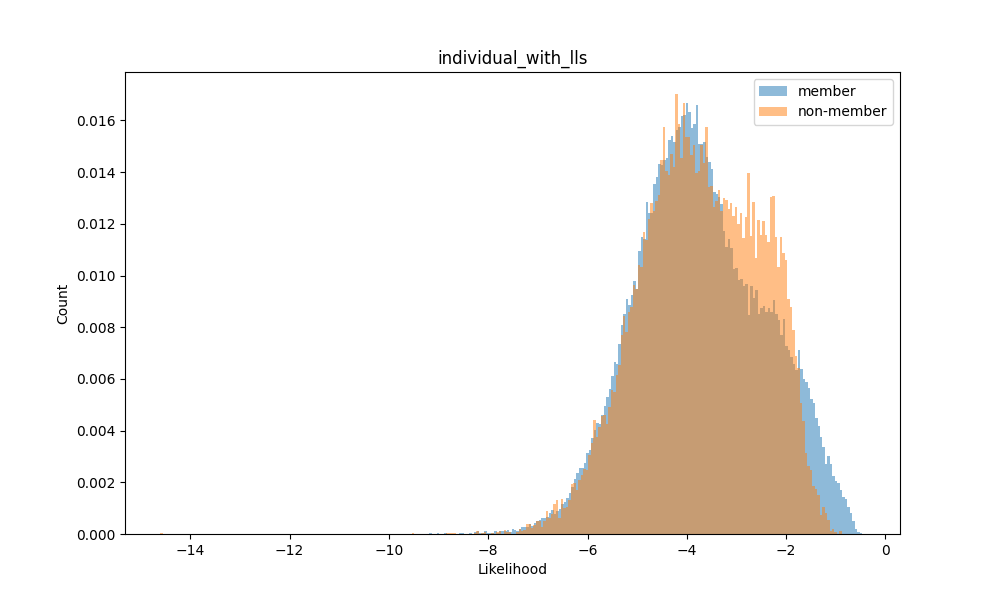 individual_with_lls
member
non-member
0.016
0.014
0.012
0.010
0.008
0.006
0.004
0.002
0.000
Count
−14 −12 −10 −8 −6 −4 −2 0
Likelihood